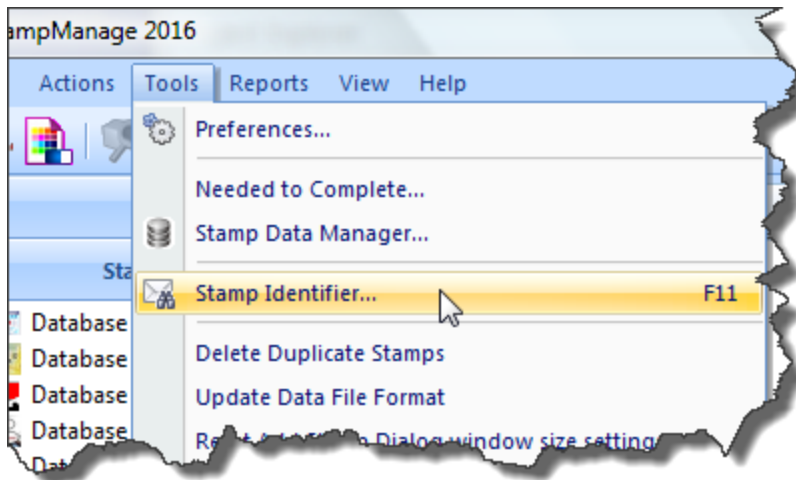 ampManage 2016
Actions Tools Reports View Help
Preferences...
Needed to Complete...
Stamp Data Manager...
Sta
Stamp Identifier... F11
Database
Delete Duplicate Stamps
Database
Update Data File Format
Database
Database
Dialog window size setting
Dat